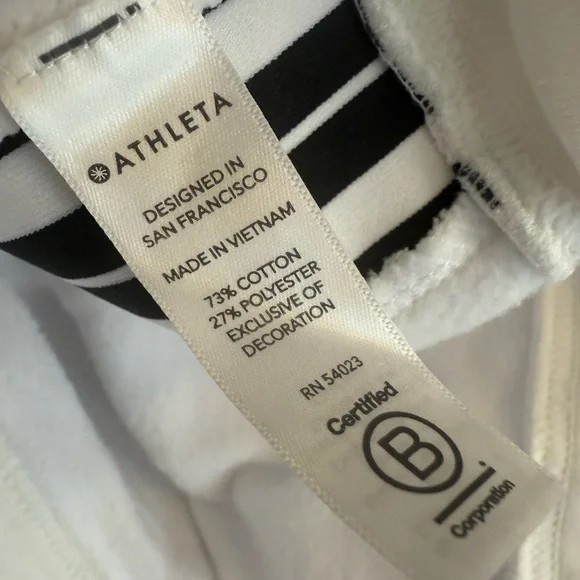 ATHLETA
DESIGNED IN
SAN FRANCISCO
MADE IN VIETNAM
73% COTTON
27% POLYESTER
EXCLUSIVE OF
DECORATION
RN 54023
Certified
B
Corporation